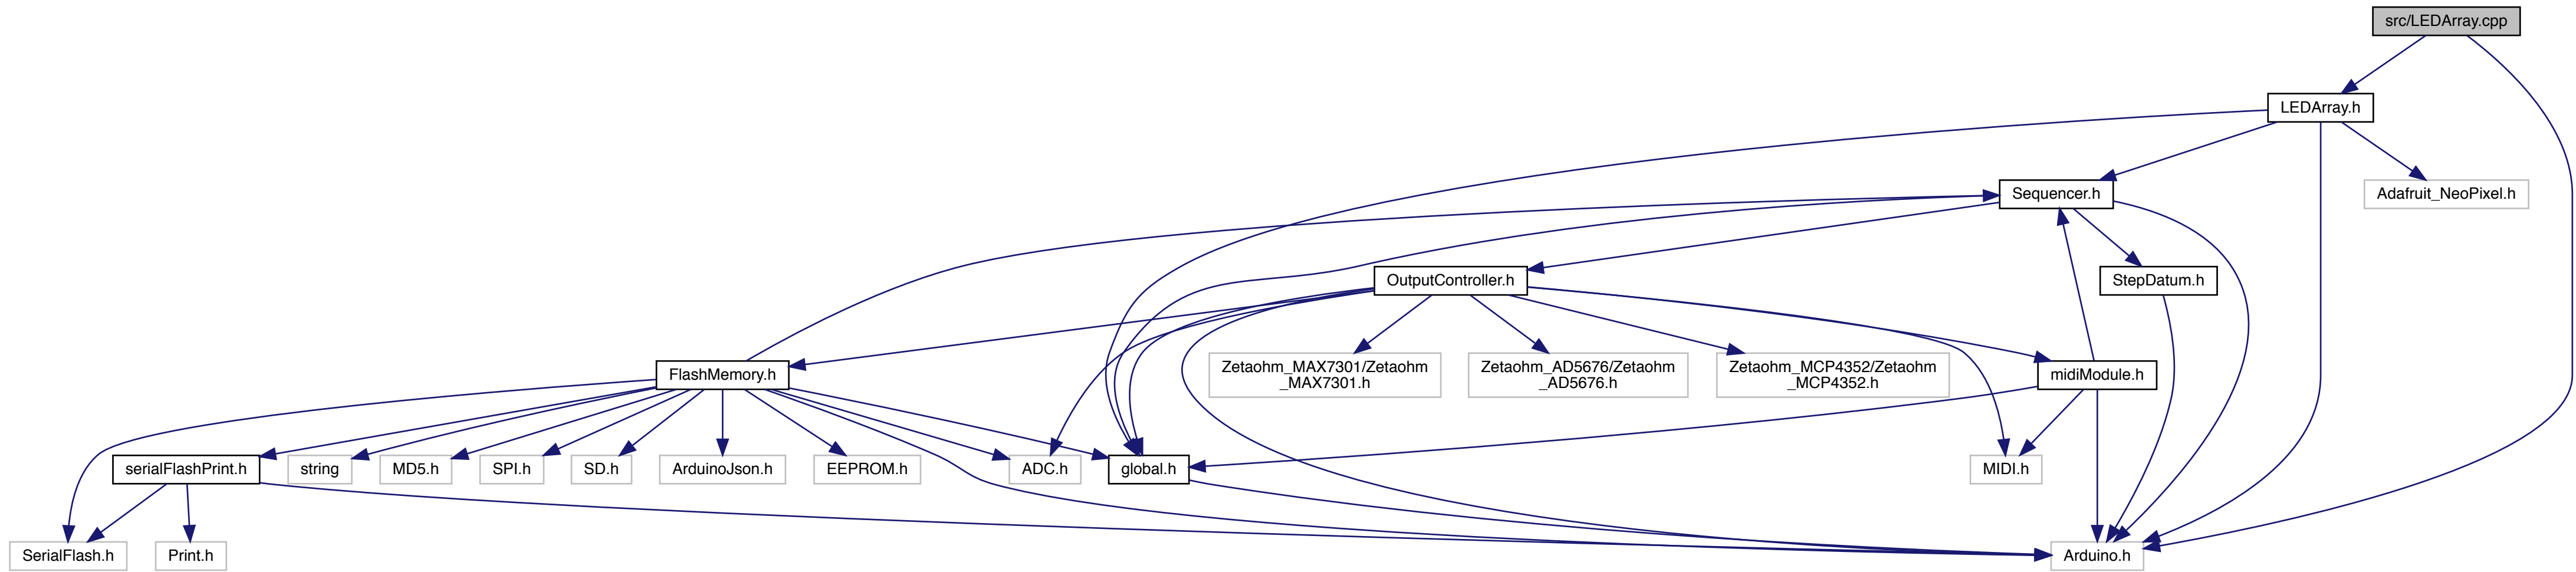 src/LEDArray.cpp
LEDArray.h
Sequencer.h
Adafruit_NeoPixel.h
OutputController.h
StepDatum.h
FlashMemory.h
Zetaohm_MAX7301/Zetaohm
_MAX7301.h
Zetaohm_AD5676/Zetaohm
_AD5676.h
Zetaohm_MCP4352/Zetaohm
_MCP4352.h
midiModule.h
serialFlashPrint.h
string
MD5.h
SPI.h
SD.h
ArduinoJson.h
EEPROM.h
ADC.h
global.h
MIDI.h
SerialFlash.h
Print.h
Arduino.h